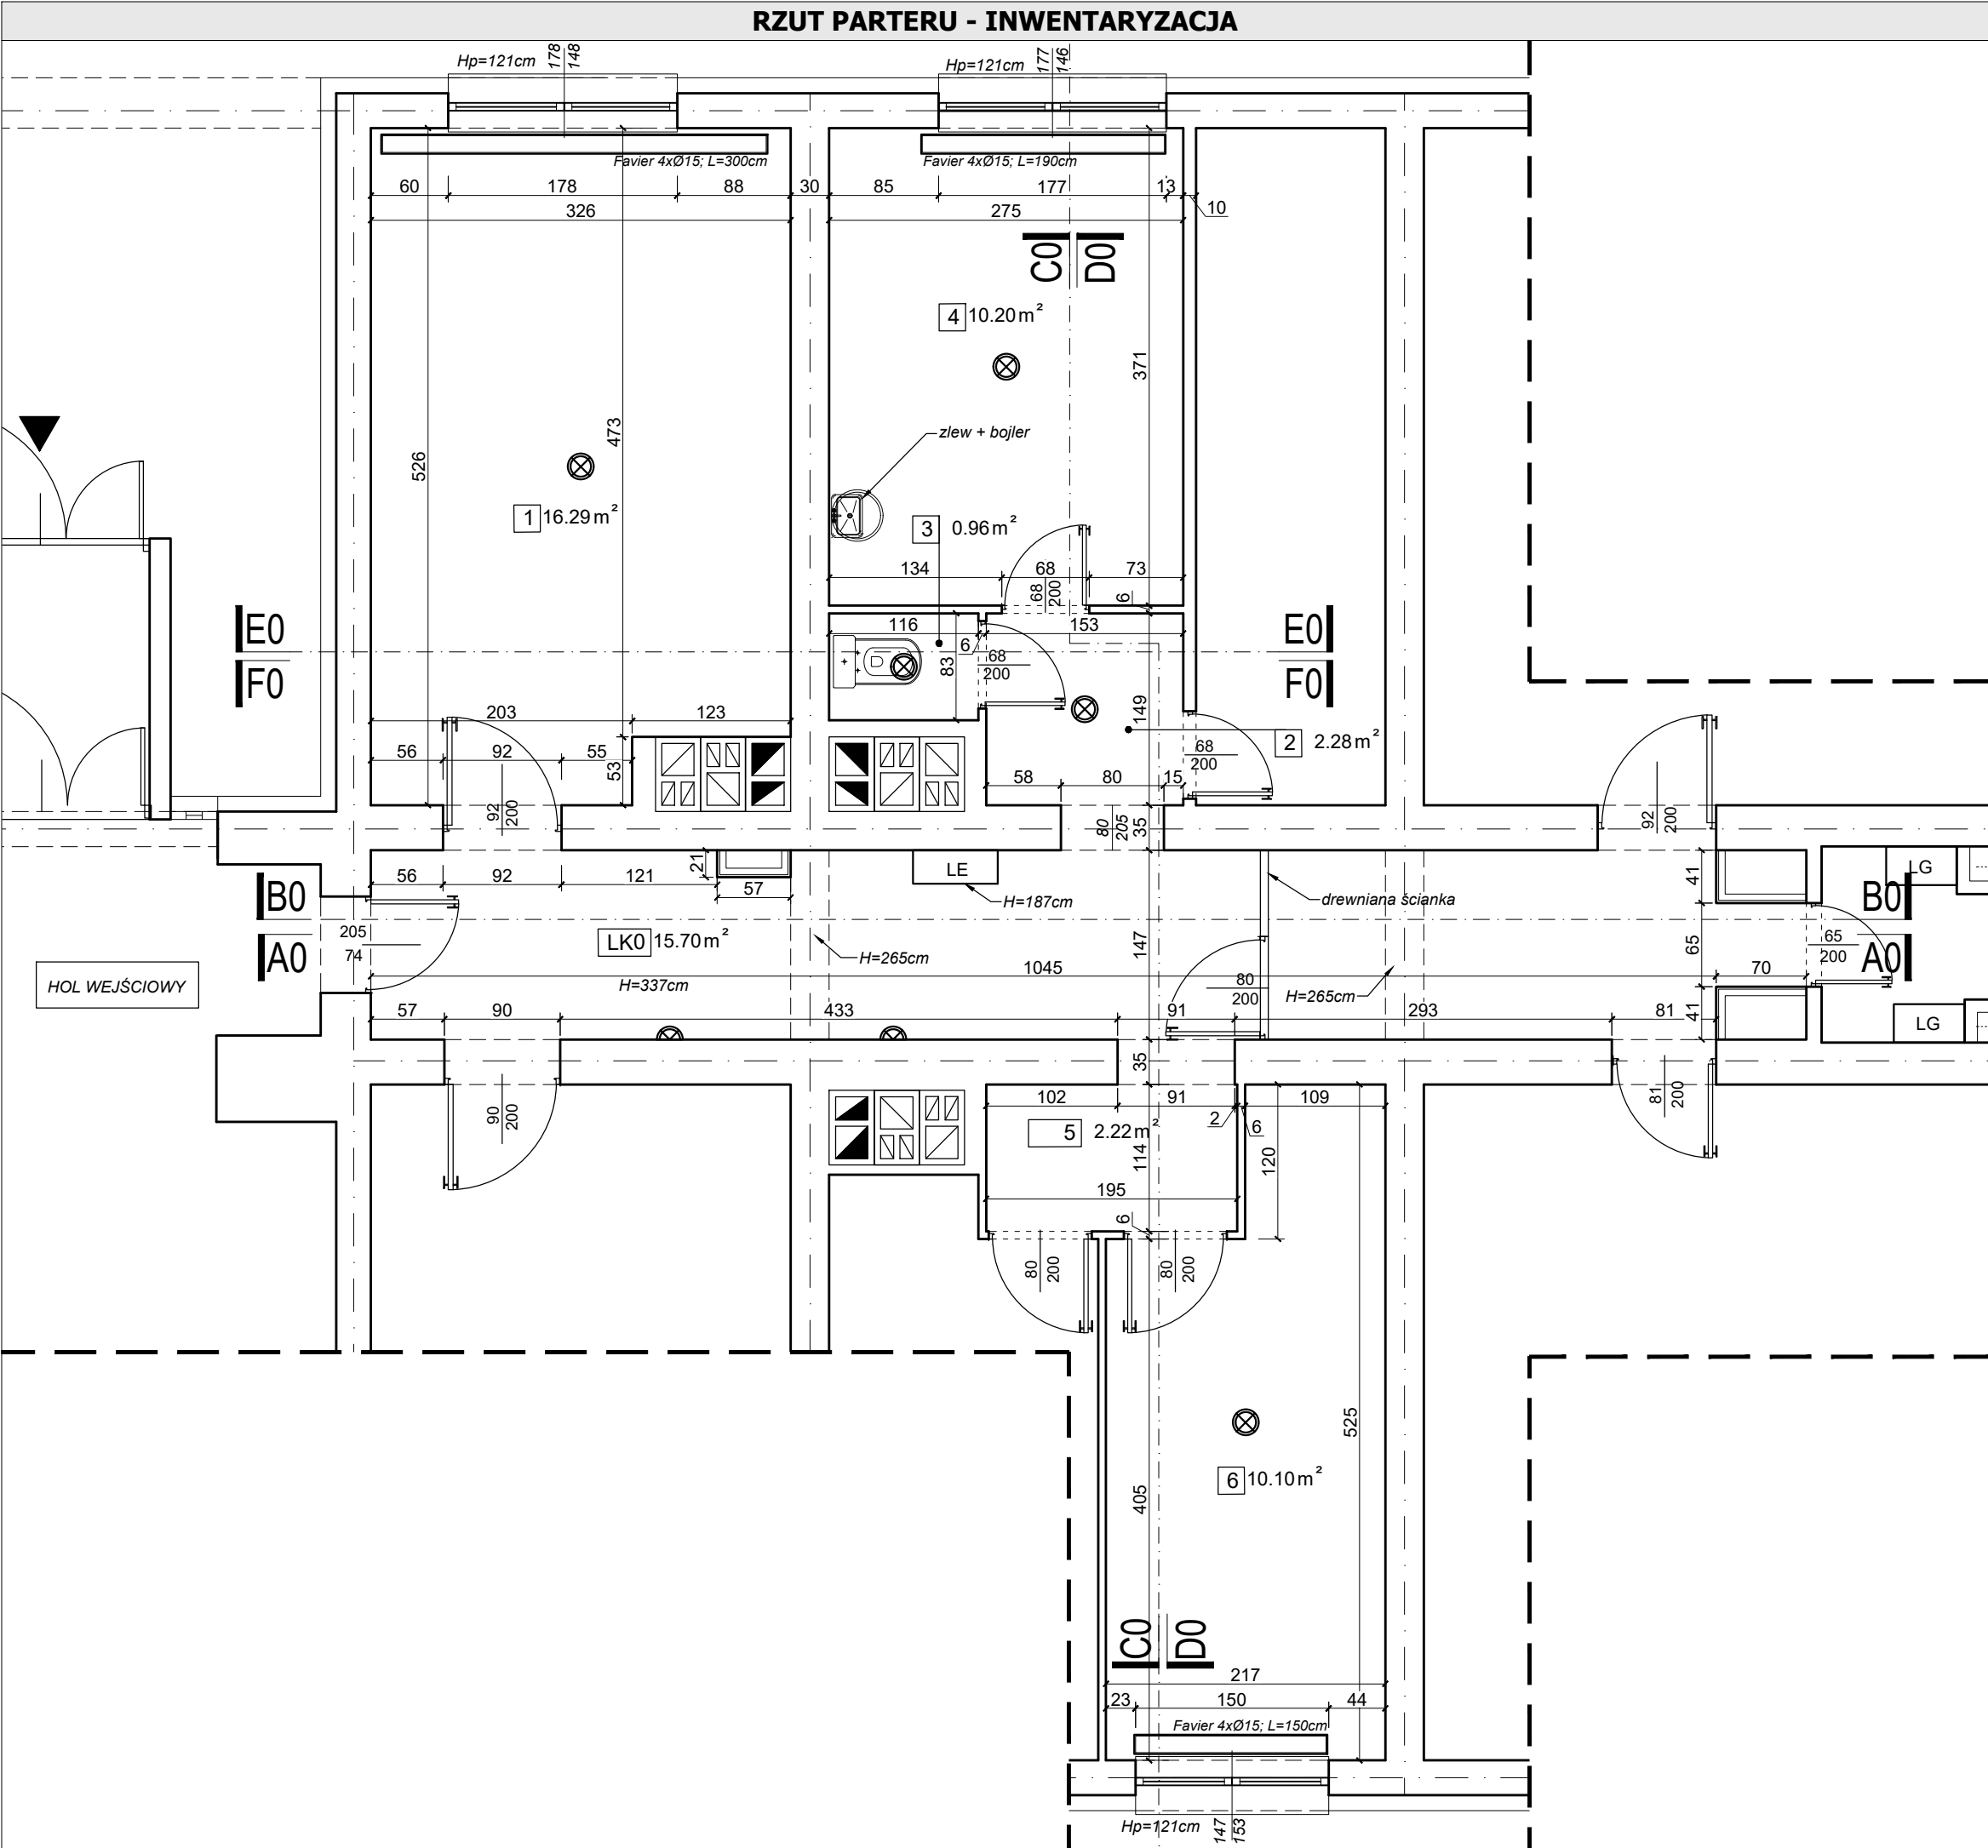 RZUT PARTERU - INWENTARYZACJA
Hp=121cm
178
148
Hp=121cm
177
146
Favier 4xØ15; L=300cm
Favier 4xØ15; L=190cm
60
178
88
30
85
177
13
10
326
275
C0
D0
4 10.20 m²
371
zlew + bojler
473
526
1 16.29 m²
3 0.96 m²
134
68
73
68
200
6
E0
F0
116
6
153
83
68
200
E0
F0
149
2 2.28 m²
68
200
203
123
56
92
55
53
92
200
58
80
15
80
205
35
92
200
56
92
121
21
57
LE
H=187cm
drewniana ścianka
41
LG
B0
A0
B0
A0
205
74
LK0 15.70 m²
H=265cm
147
65
65
200
HOL WEJŚCIOWY
H=337cm
1045
80
200
H=265cm
70
57
90
433
91
293
81
41
LG
35
90
200
81
200
102
91
109
2
6
5 2.22 m²
114
120
195
6
80
200
80
200
525
6 10.10 m²
405
C0
D0
217
23
150
44
Favier 4xØ15; L=150cm
Hp=121cm
147
153